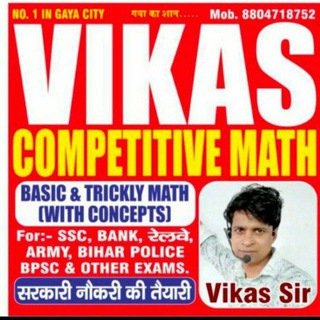 NO. 1 IN GAYA CITY गया का शान..... Mob. 8804718752
VIKAS
COMPETITIVE MATH
BASIC & TRICKLY MATH
(WITH CONCEPTS)
For:- SSC, BANK, रेलवे,
ARMY, BIHAR POLICE
BPSC & OTHER EXAMS.
सरकारी नौकरी की तैयारी
Vikas Sir